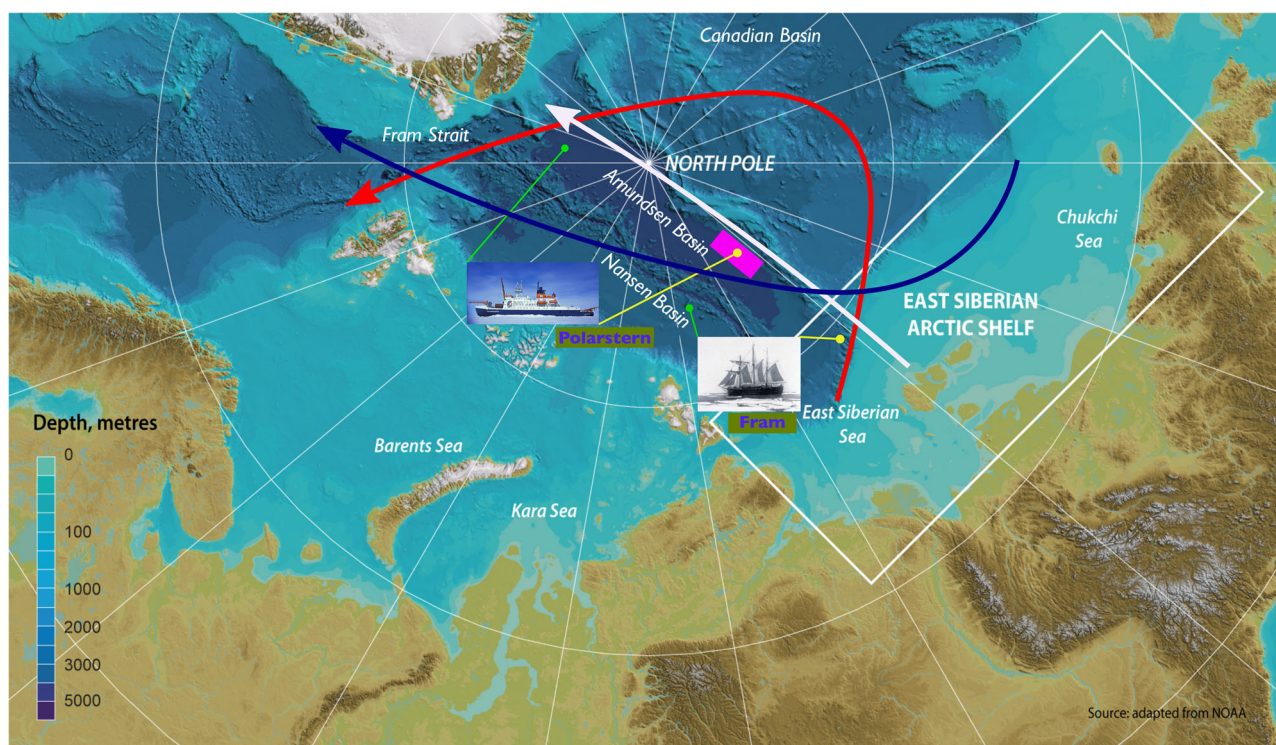 Canadian Basin
Fram Strait
NORTH POLE
Amundsen Basin
Nansen Basin
Chukchi
Sea
EAST SIBERIAN
ARCTIC SHELF
Polarstern
Fram
East Siberian
Sea
Barents Sea
Kara Sea
Depth, metres
0
100
1000
2000
3000
5000
Source: adapted from NOAA